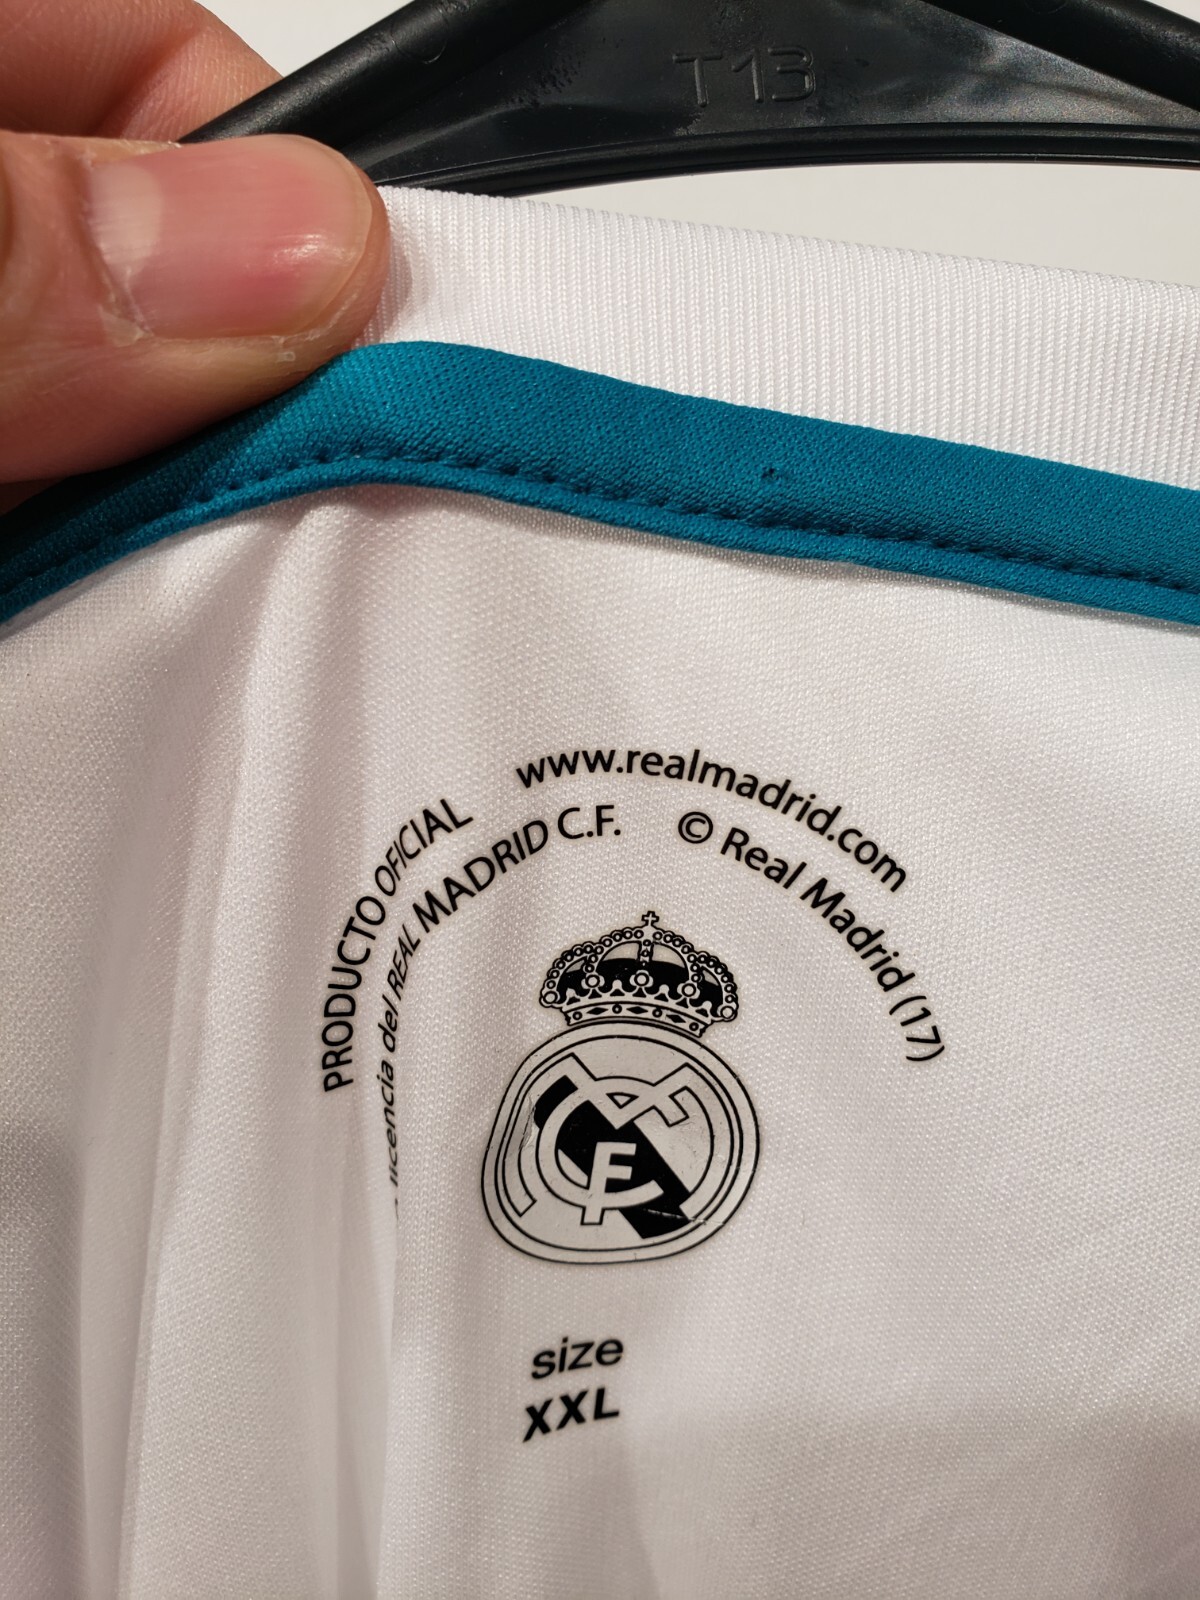 T13
www.realmadrid.com
PRODUCTO OFICIAL
licencia del REAL MADRID C.F.
© Real Madrid (17)
size
XXL